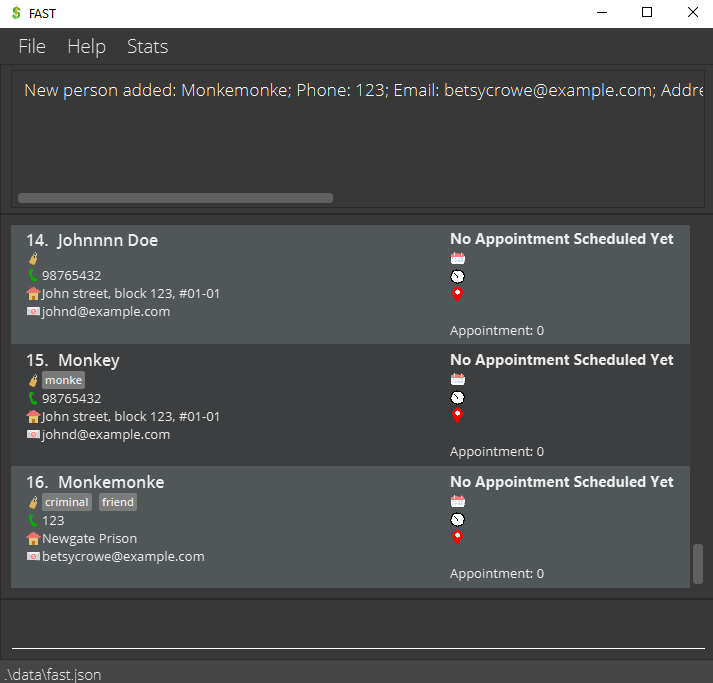 FAST
File Help Stats
New person added: Monkemonke; Phone: 123; Email: betsycrowe@example.com; Addre
14. Johnnnn Doe
No Appointment Scheduled Yet
98765432
John street, block 123, #01-01
johnd@example.com
Appointment: 0
15. Monkey
No Appointment Scheduled Yet
monke
98765432
John street, block 123, #01-01
johnd@example.com
Appointment: 0
16. Monkemonke
No Appointment Scheduled Yet
criminal friend
123
Newgate Prison
betsycrowe@example.com
Appointment: 0
.\data\fast.json